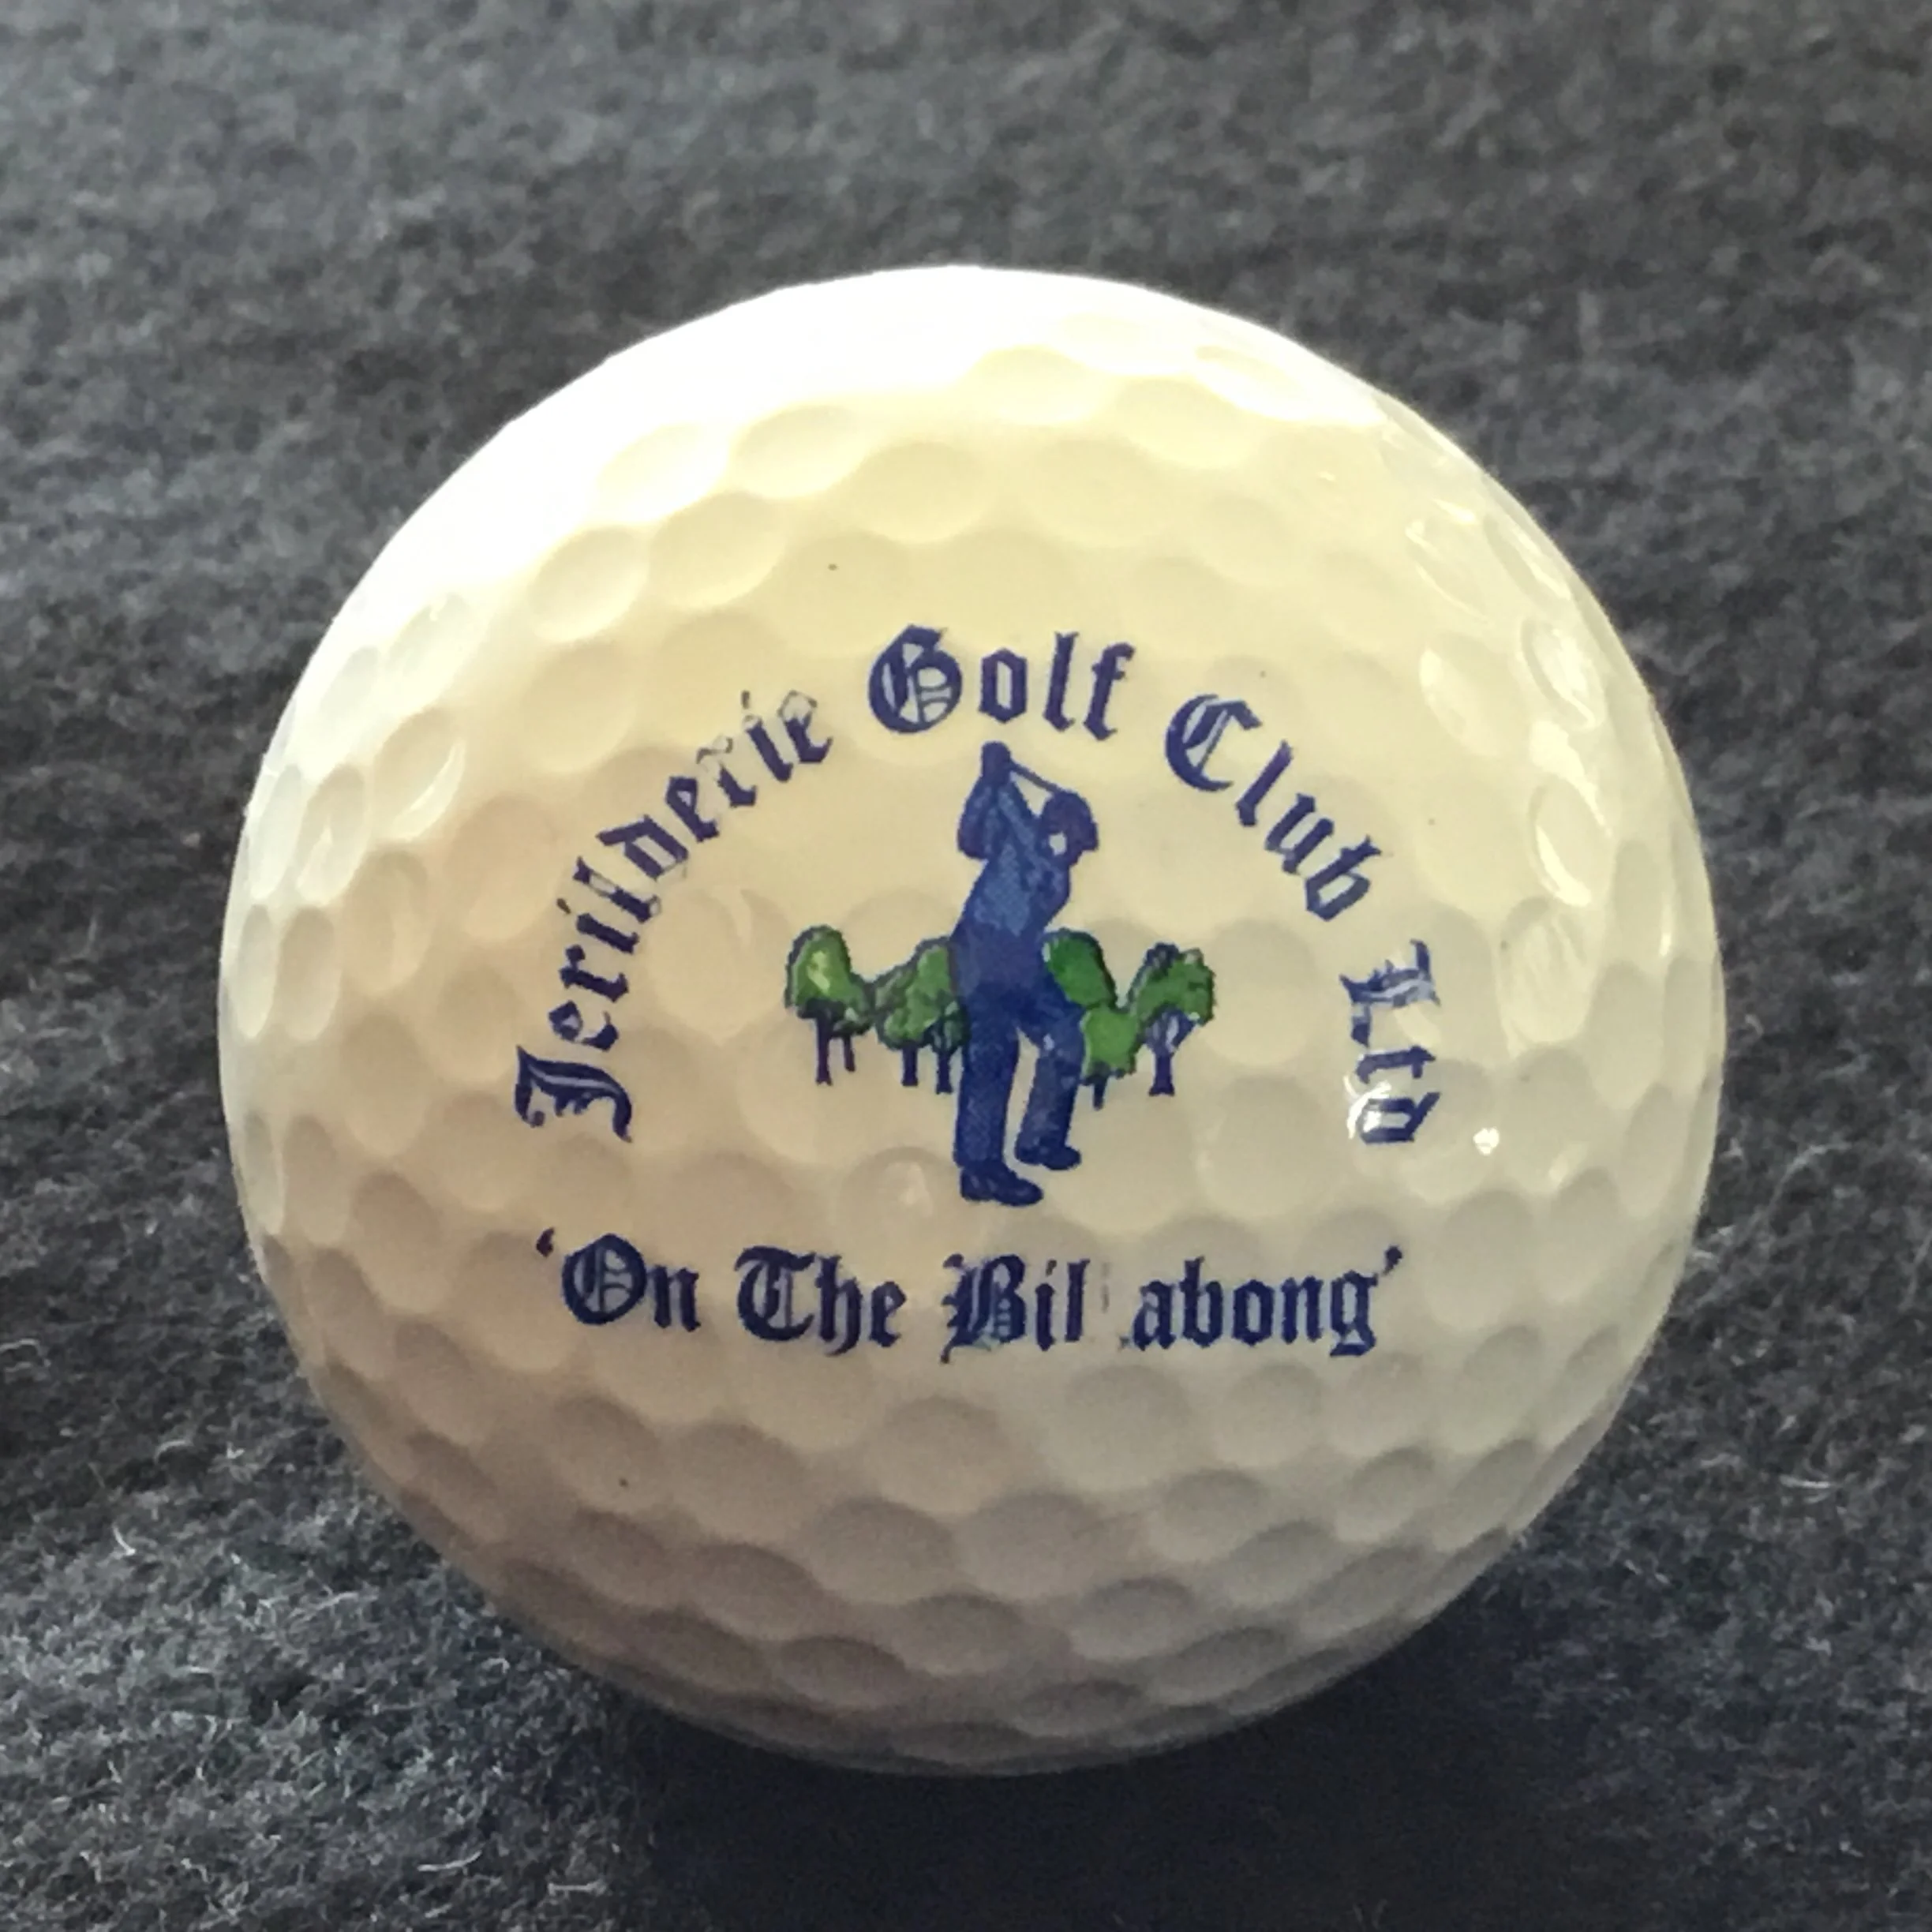 Jerilderie Golf Club Ltd
'On The Bil abong'